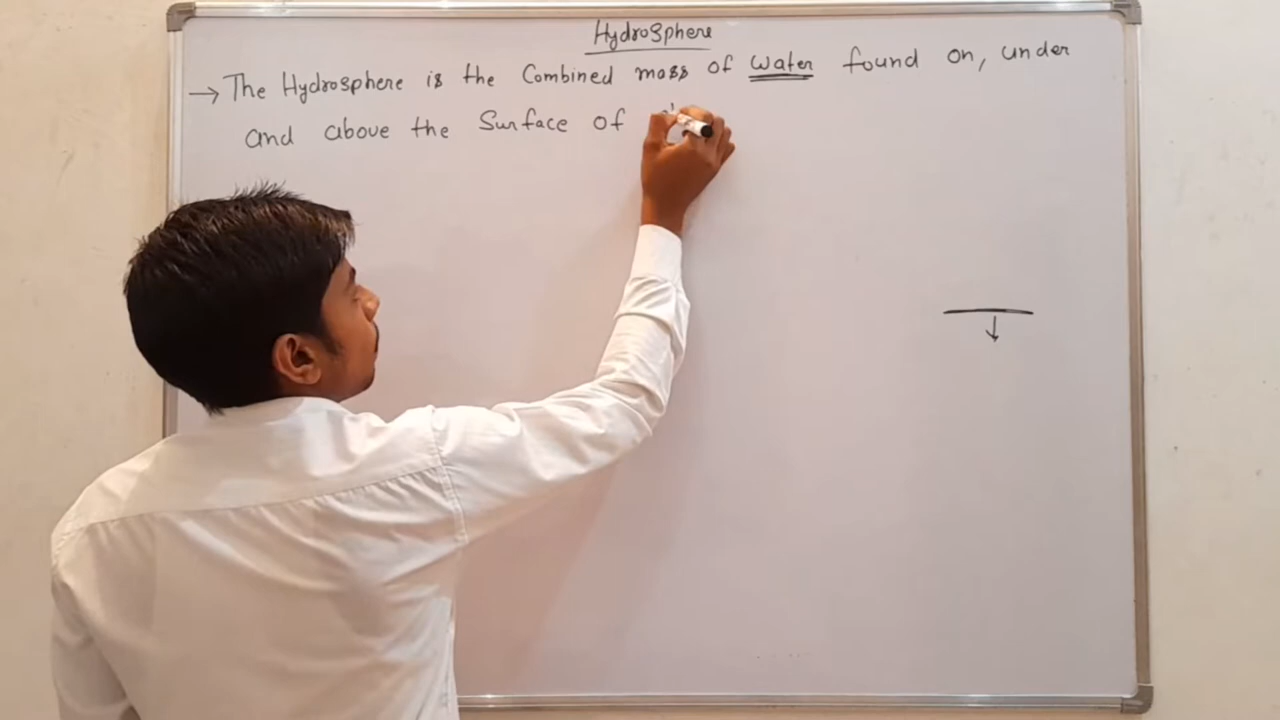 Hydrosphere
→ The Hydrosphere is the Combined mass of Water found on, under
and above the Surface of